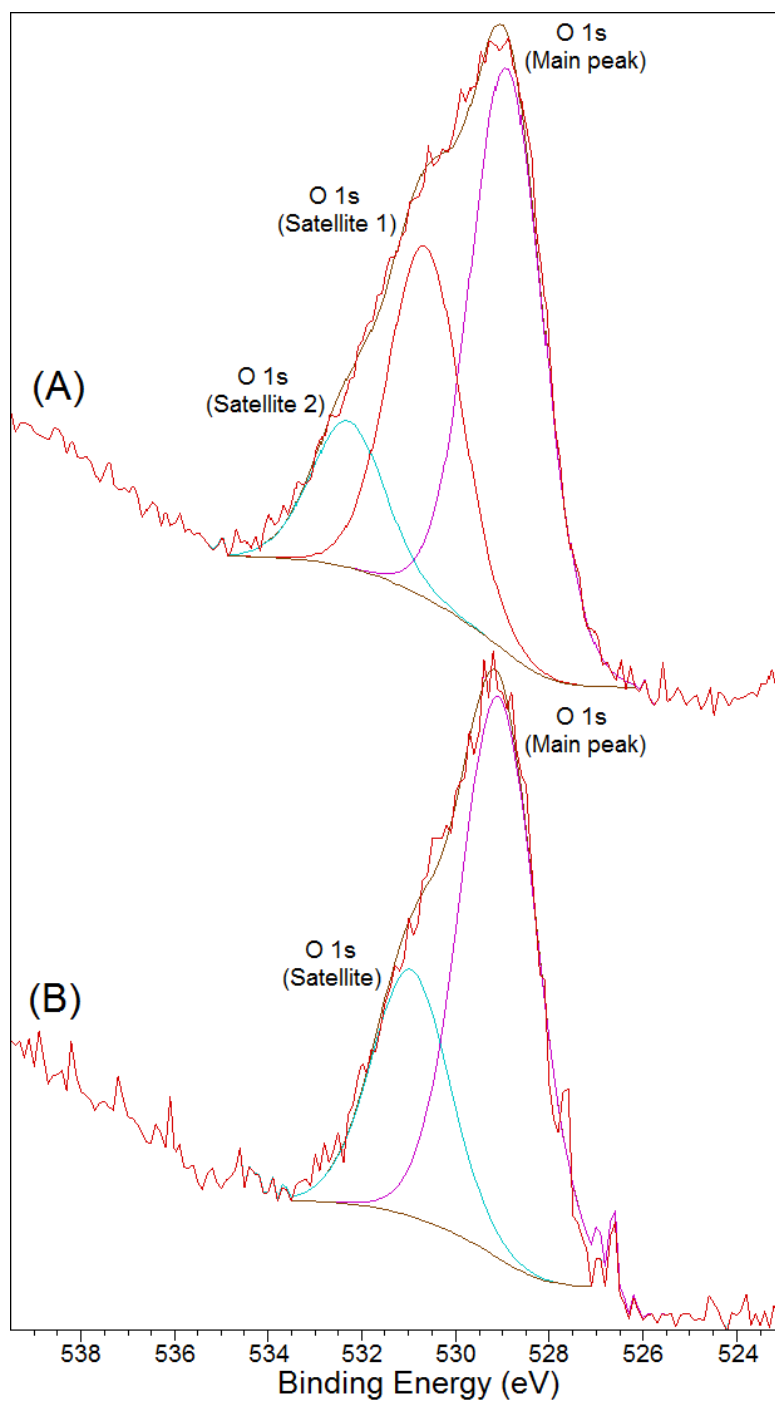 O 1s
(Main peak)
O 1s
(Satellite 1)
O 1s
(Satellite 2)
(A)
O 1s
(Main peak)
O 1s
(Satellite)
(B)
538 536 534 532 530 528 526 524
Binding Energy (eV)